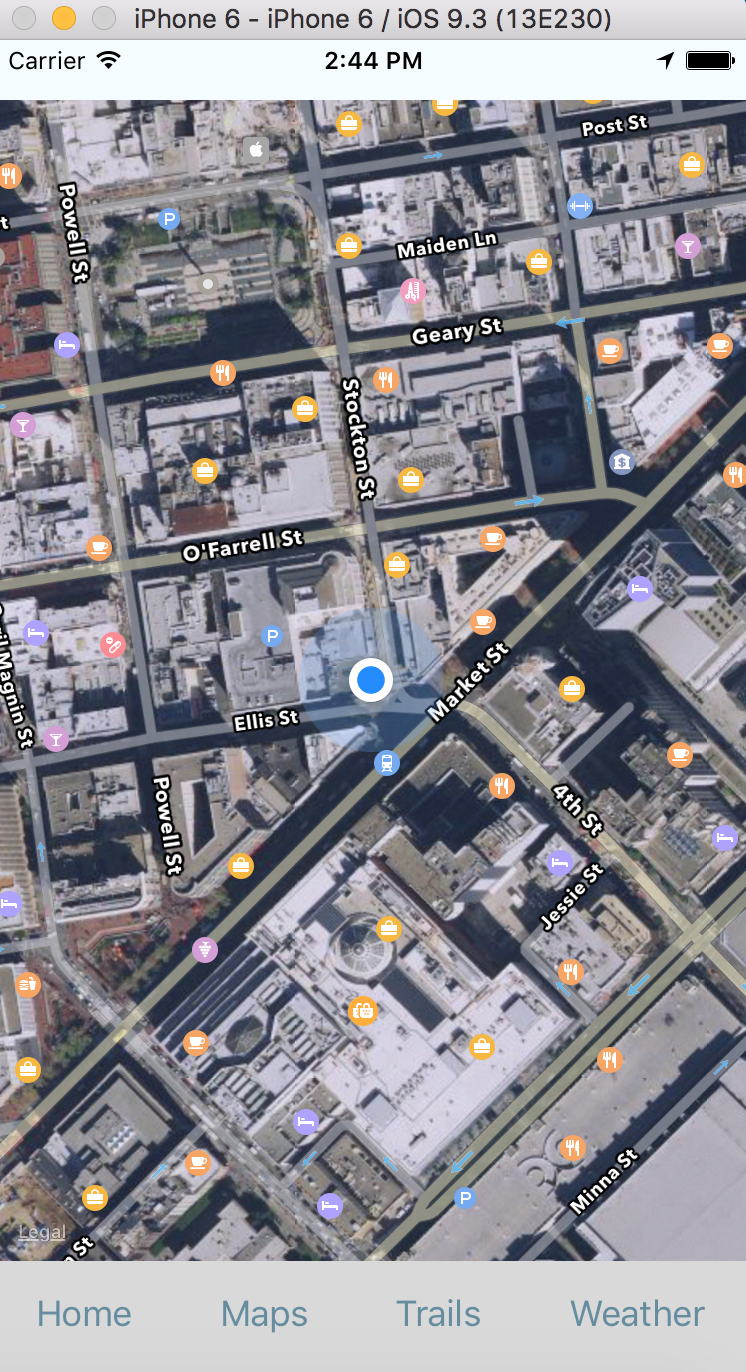 iPhone 6 - iPhone 6 / iOS 9.3 (13E230)
Carrier 2:44 PM
Post St
Powell St
P
Maiden Ln
Geary St
Stockton St
$
O'Farrell St
P
Market St
Ellis St
Powell St
4th St
Jessie St
Minna St
P
Legal
Home Maps Trails Weather